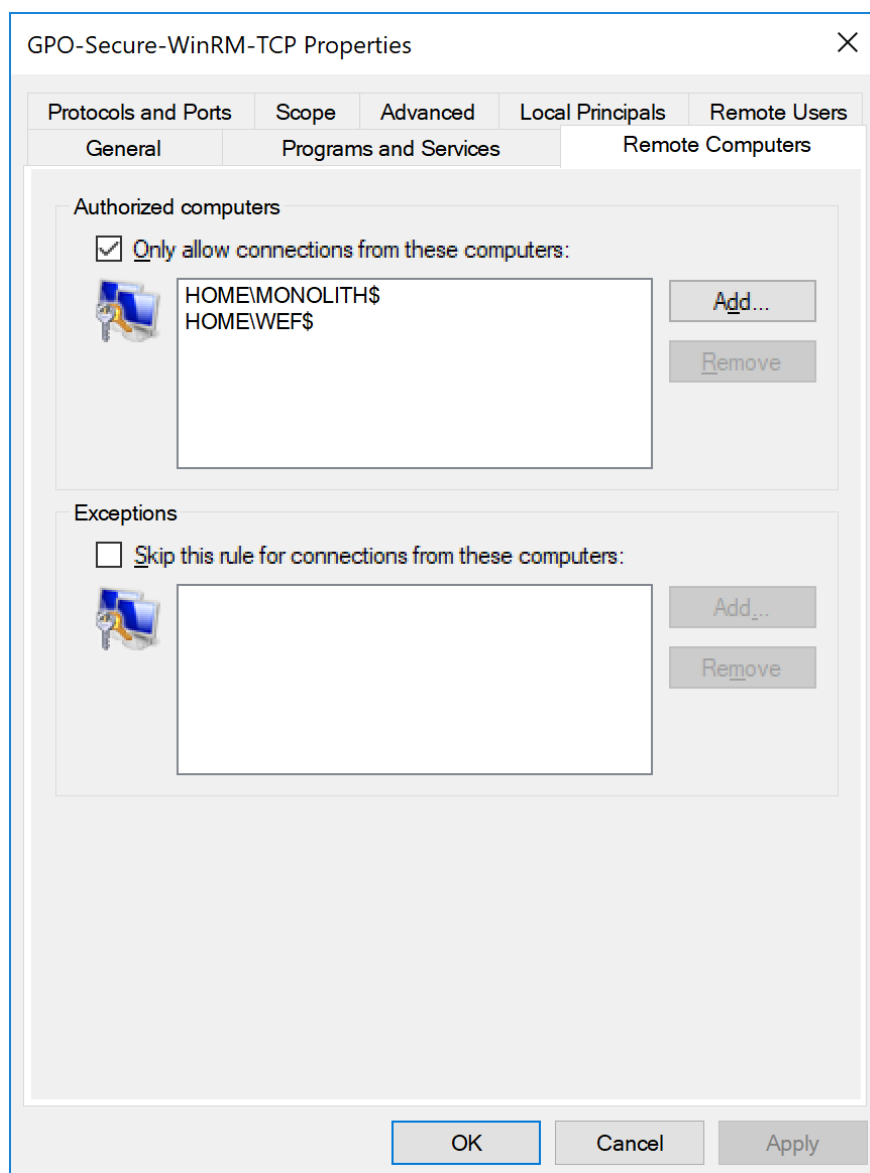 GPO-Secure-WinRM-TCP Properties
Protocols and Ports Scope Advanced Local Principals Remote Users
General Programs and Services Remote Computers
Authorized computers
Only allow connections from these computers:
HOME\MONOLITH$
HOME\WEF$
Add...
Remove
Exceptions
Skip this rule for connections from these computers:
Add...
Remove
OK Cancel Apply